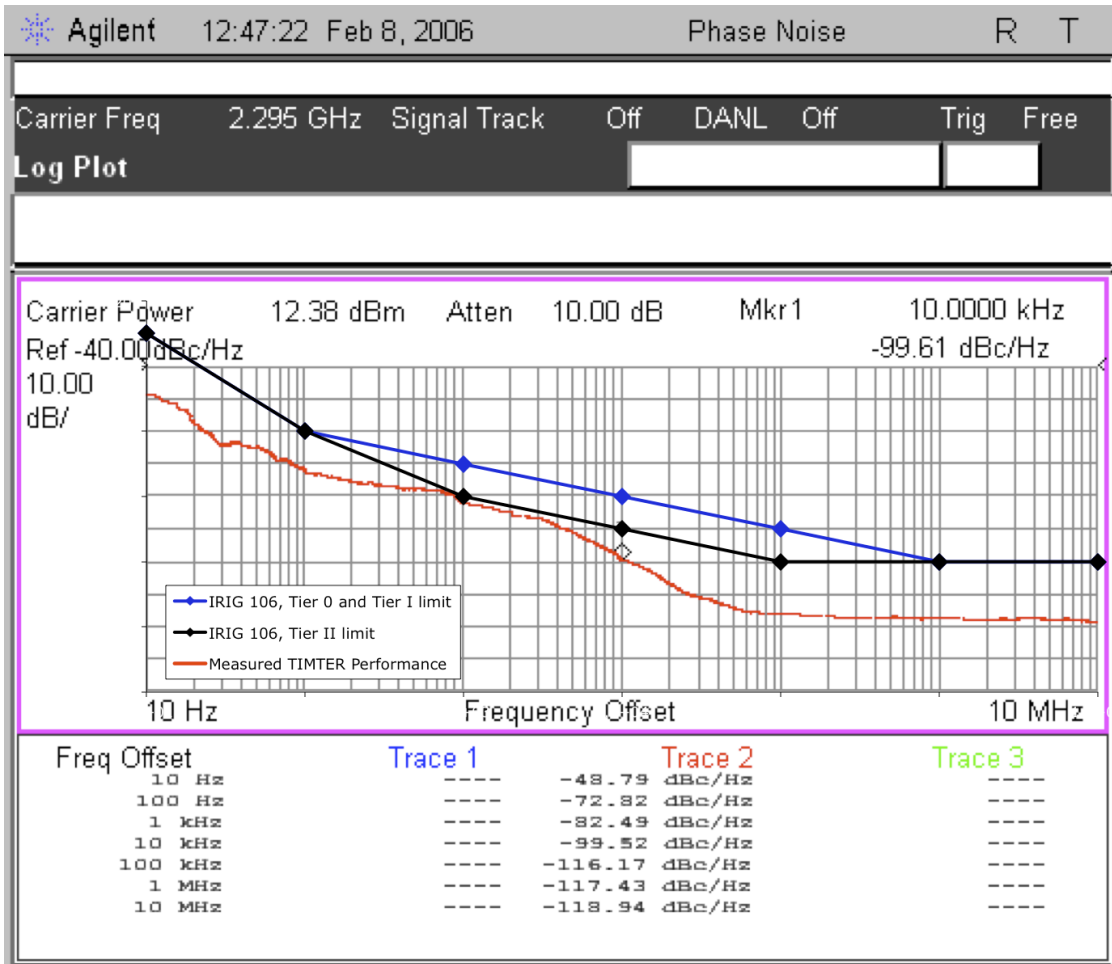 Agilent 12:47:22 Feb 8, 2006 Phase Noise R T
Carrier Freq 2.295 GHz Signal Track Off DANL Off Trig Free
Log Plot
Carrier Power 12.38 dBm Atten 10.00 dB Mkr1 10.0000 kHz
Ref -40.00dBc/Hz -99.61 dBc/Hz
10.00
dB/
IRIG 106, Tier 0 and Tier I limit
IRIG 106, Tier II limit
Measured TIMTER Performance
10 Hz Frequency Offset 10 MHz
Freq Offset Trace 1 Trace 2 Trace 3
10 Hz ---- -48.79 dBc/Hz ----
100 Hz ---- -72.82 dBc/Hz ----
1 kHz ---- -82.49 dBc/Hz ----
10 kHz ---- -99.52 dBc/Hz ----
100 kHz ---- -116.17 dBc/Hz ----
1 MHz ---- -117.43 dBc/Hz ----
10 MHz ---- -118.94 dBc/Hz ----